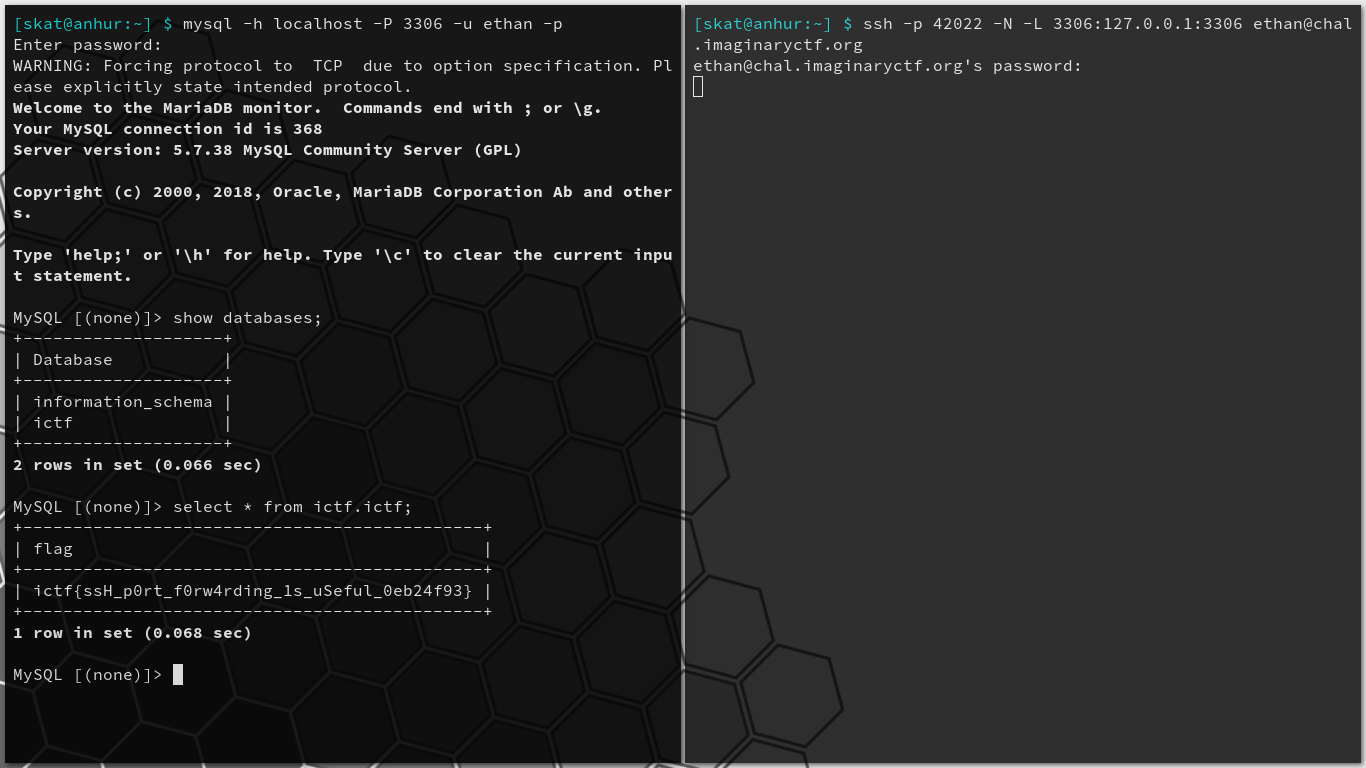 [skat@anhur:~] $ mysql -h localhost -P 3306 -u ethan -p
Enter password:
WARNING: Forcing protocol to  TCP  due to option specification. Pl
ease explicitly state intended protocol.
Welcome to the MariaDB monitor.  Commands end with ; or \g.
Your MySQL connection id is 368
Server version: 5.7.38 MySQL Community Server (GPL)

Copyright (c) 2000, 2018, Oracle, MariaDB Corporation Ab and other
s.

Type 'help;' or '\h' for help. Type '\c' to clear the current inpu
t statement.

MySQL [(none)]> show databases;
+--------------------+
| Database           |
+--------------------+
| information_schema |
| ictf               |
+--------------------+
2 rows in set (0.066 sec)

MySQL [(none)]> select * from ictf.ictf;
+----------------------------------------------+
| flag                                         |
+----------------------------------------------+
| ictf{ssH_p0rt_f0rw4rding_1s_uSeful_0eb24f93} |
+----------------------------------------------+
1 row in set (0.068 sec)

MySQL [(none)]>
[skat@anhur:~] $ ssh -p 42022 -N -L 3306:127.0.0.1:3306 ethan@chal
.imaginaryctf.org
ethan@chal.imaginaryctf.org's password: